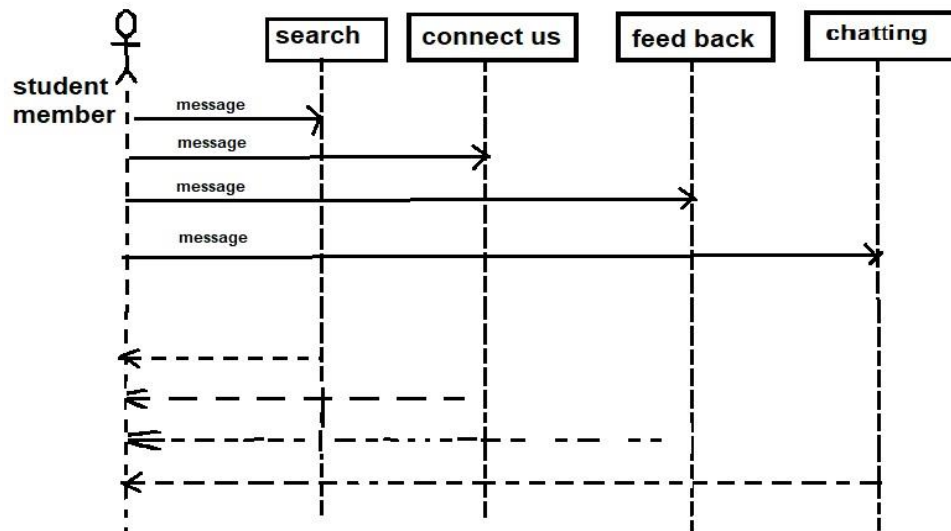 search
connect us
feed back
chatting
student
member
message
message
message
message